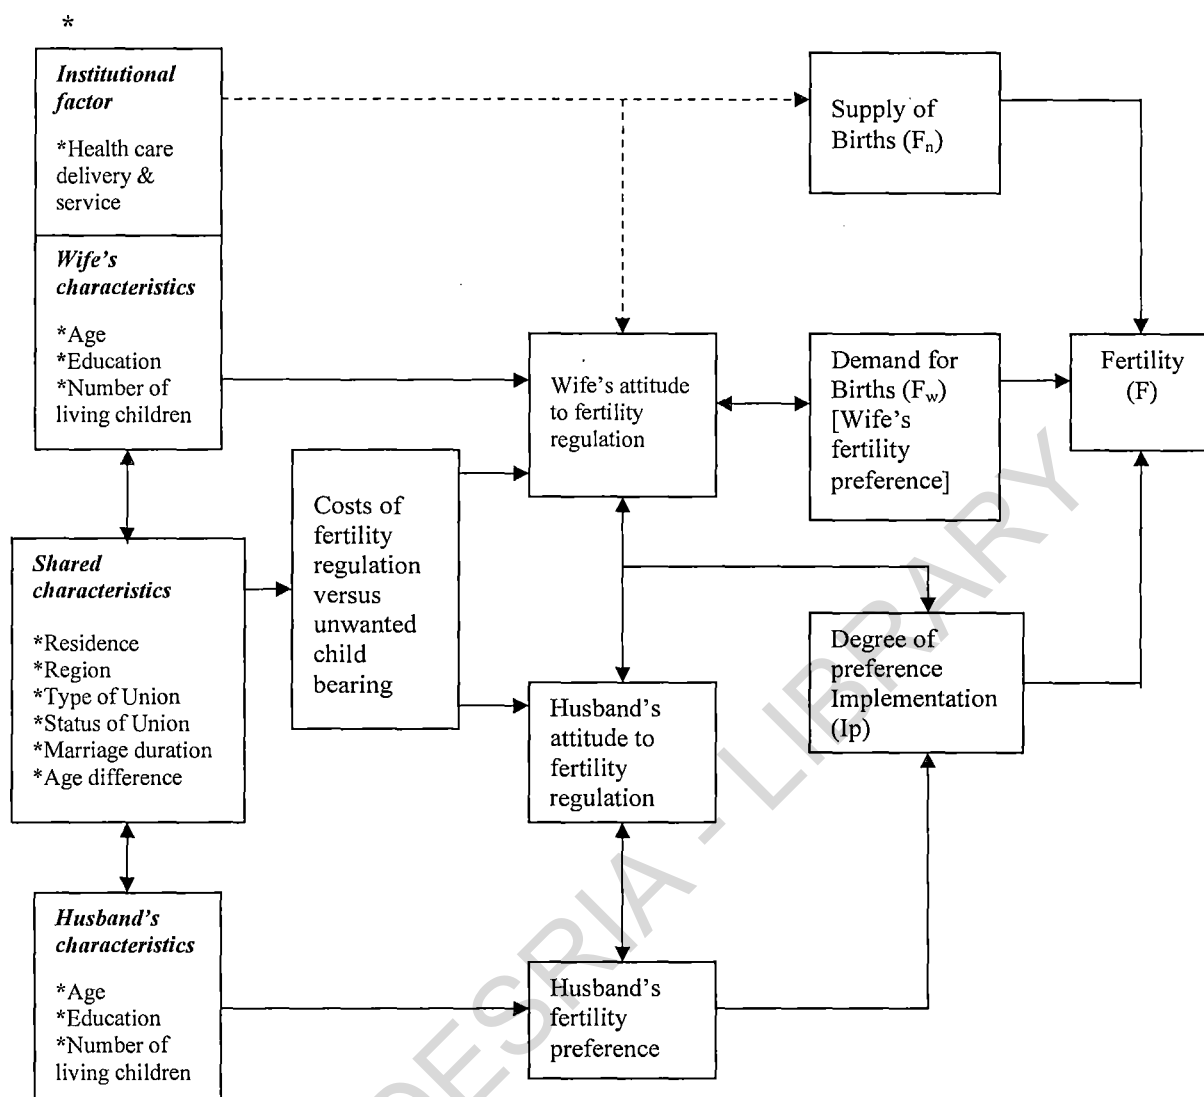 *
Institutional
factor
*Health care
delivery &
service
Wife's
characteristics
*Age
*Education
*Number of
living children
Shared
characteristics
*Residence
*Region
*Type of Union
*Status of Union
*Marriage duration
*Age difference
Husband's
characteristics
*Age
*Education
*Number of
living children
Costs of
fertility
regulation
versus
unwanted
child
bearing
Wife's attitude
to fertility
regulation
Husband's
attitude to
fertility
regulation
Husband's
fertility
preference
Supply of
Births (Fn)
Demand for
Births (Fw)
[Wife's
fertility
preference]
Degree of
preference
Implementation
(Ip)
Fertility
(F)
DESRIA - LIBRARY